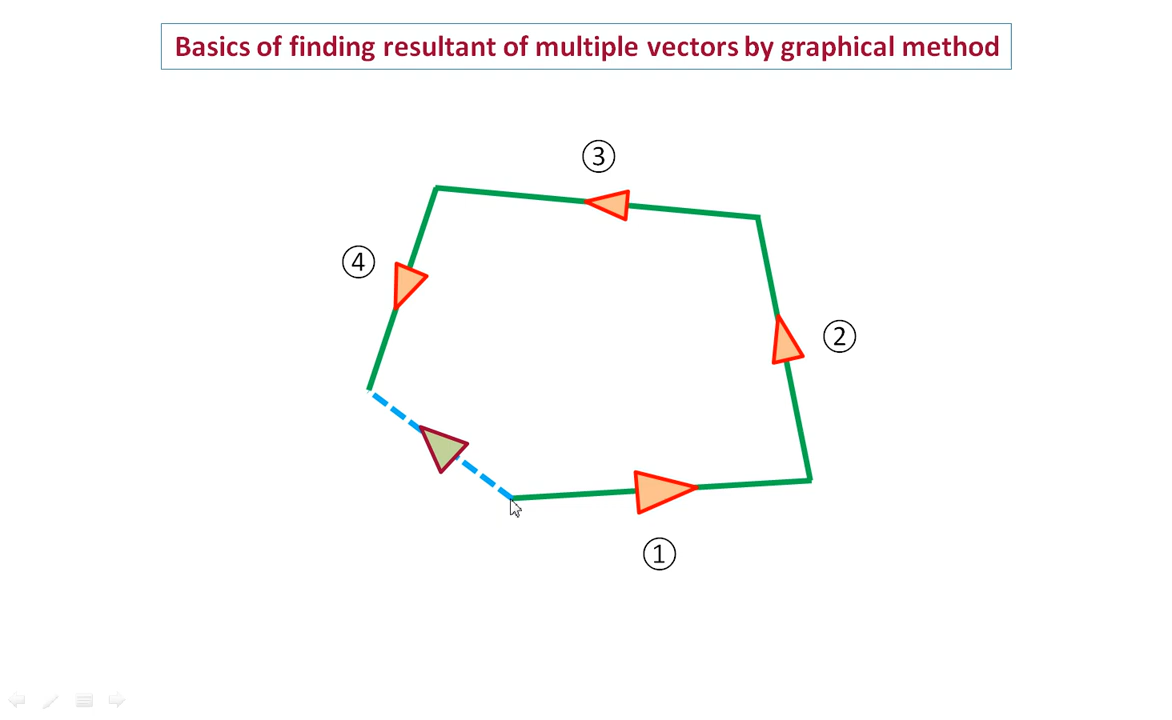 Basics of finding resultant of multiple vectors by graphical method
③
④
②
①